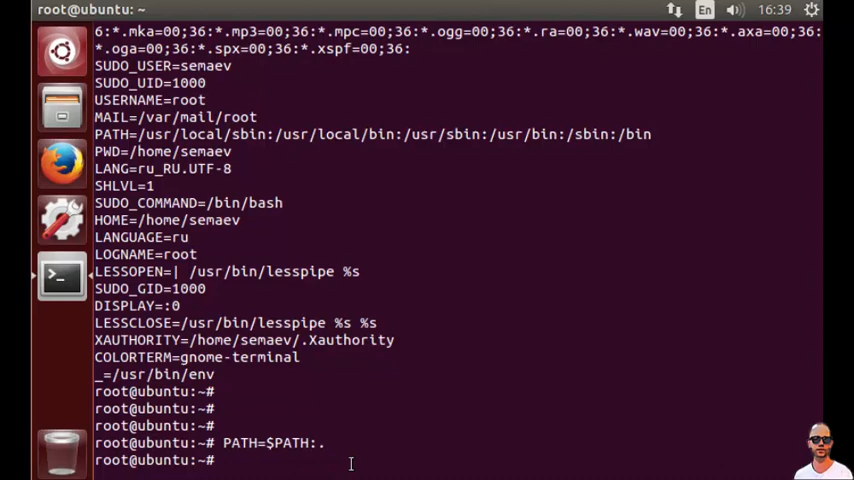 root@ubuntu: ~
En
16:39
6:*.mka=00;36:*.mp3=00;36:*.mpc=00;36:*.ogg=00;36:*.ra=00;36:*.wav=00;36:*.axa=00;36:
*.oga=00;36:*.spx=00;36:*.xspf=00;36:
SUDO_USER=semaev
SUDO_UID=1000
USERNAME=root
MAIL=/var/mail/root
PATH=/usr/local/sbin:/usr/local/bin:/usr/sbin:/usr/bin:/sbin:/bin
PWD=/home/semaev
LANG=ru_RU.UTF-8
SHLVL=1
SUDO_COMMAND=/bin/bash
HOME=/home/semaev
LANGUAGE=ru
LOGNAME=root
LESSOPEN=| /usr/bin/lesspipe %s
SUDO_GID=1000
DISPLAY=:0
LESSCLOSE=/usr/bin/lesspipe %s %s
XAUTHORITY=/home/semaev/.Xauthority
COLORTERM=gnome-terminal
_=/usr/bin/env
root@ubuntu:~#
root@ubuntu:~#
root@ubuntu:~#
root@ubuntu:~# PATH=$PATH:.
root@ubuntu:~#